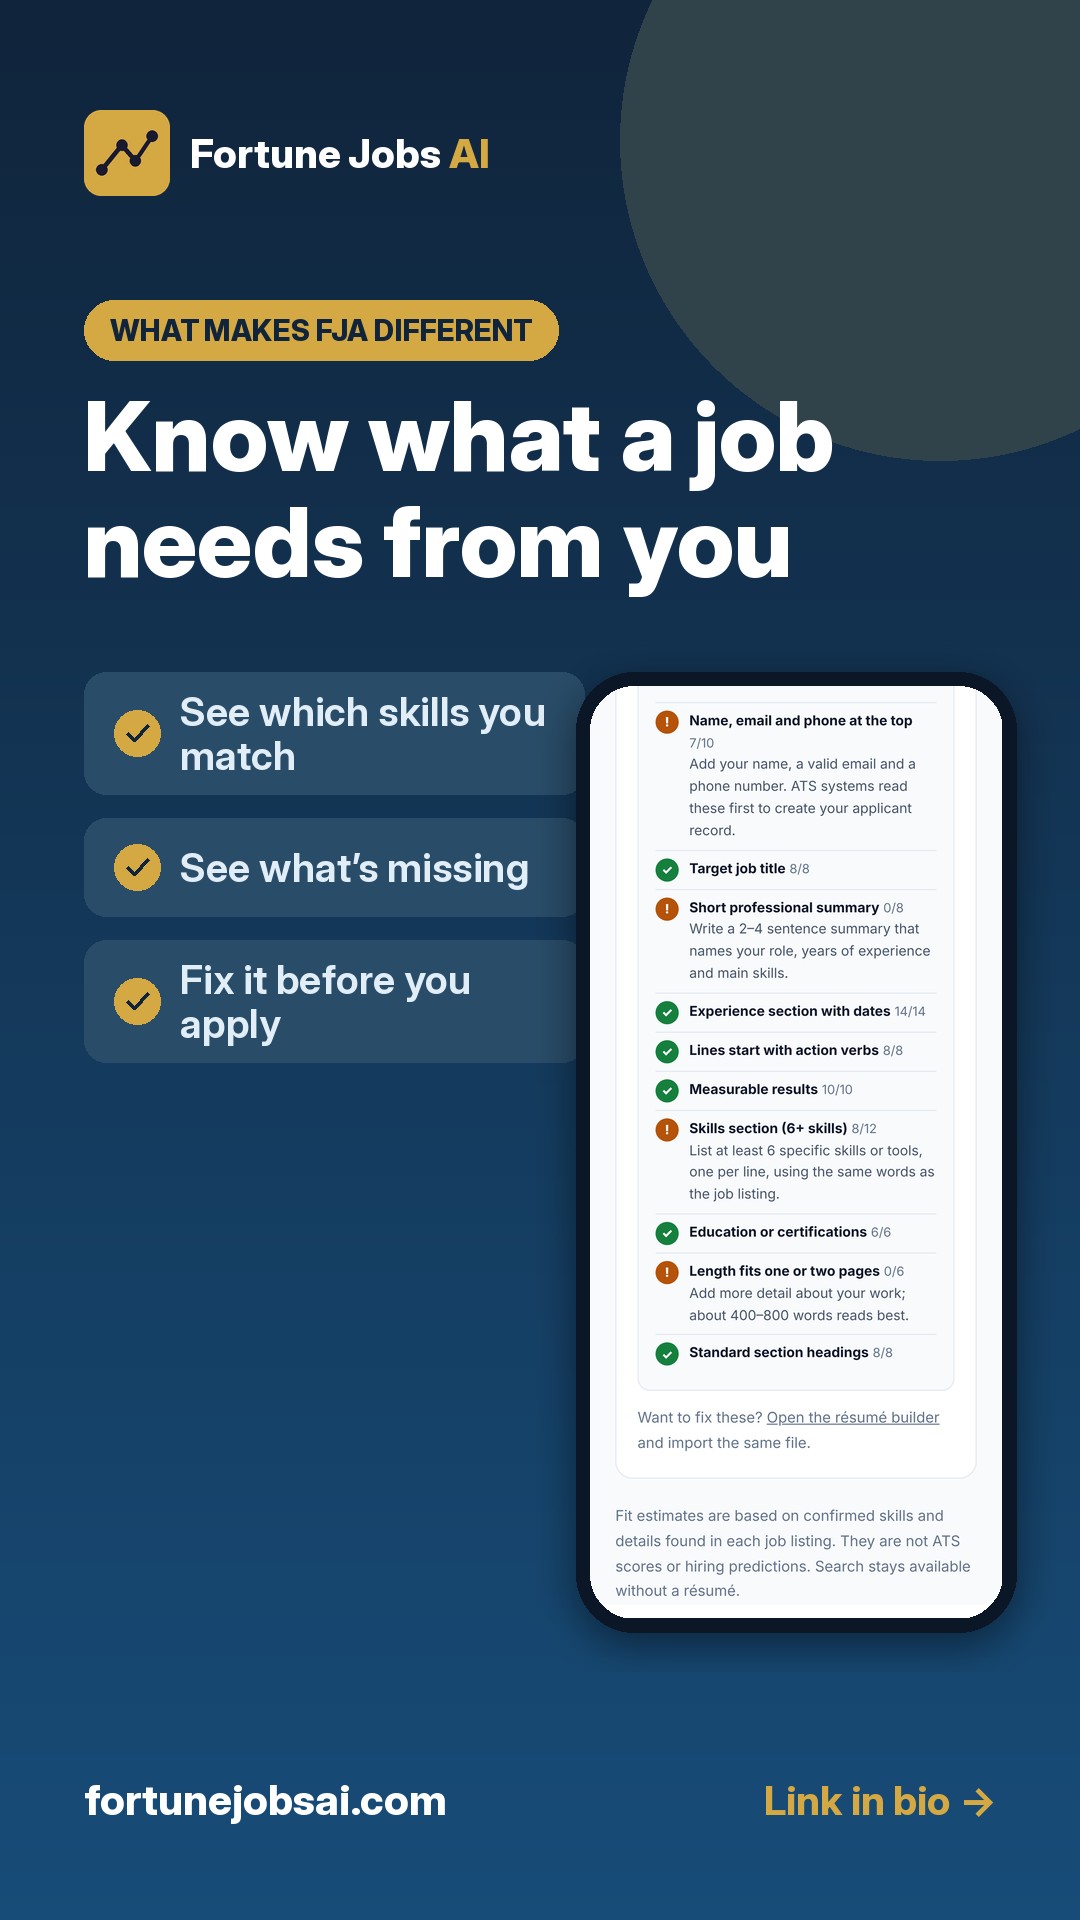 Fortune Jobs AI
WHAT MAKES FJA DIFFERENT
Know what a job
needs from you
See which skills you
match
See what’s missing
Fix it before you
apply
Name, email and phone at the top
7/10
Add your name, a valid email and a
phone number. ATS systems read
these first to create your applicant
record.
Target job title 8/8
Short professional summary 0/8
Write a 2–4 sentence summary that
names your role, years of experience
and main skills.
Experience section with dates 14/14
Lines start with action verbs 8/8
Measurable results 10/10
Skills section (6+ skills) 8/12
List at least 6 specific skills or tools,
one per line, using the same words as
the job listing.
Education or certifications 6/6
Length fits one or two pages 0/6
Add more detail about your work;
about 400–800 words reads best.
Standard section headings 8/8
Want to fix these? Open the résumé builder
and import the same file.
Fit estimates are based on confirmed skills and
details found in each job listing. They are not ATS
scores or hiring predictions. Search stays available
without a résumé.
fortunejobsai.com
Link in bio →